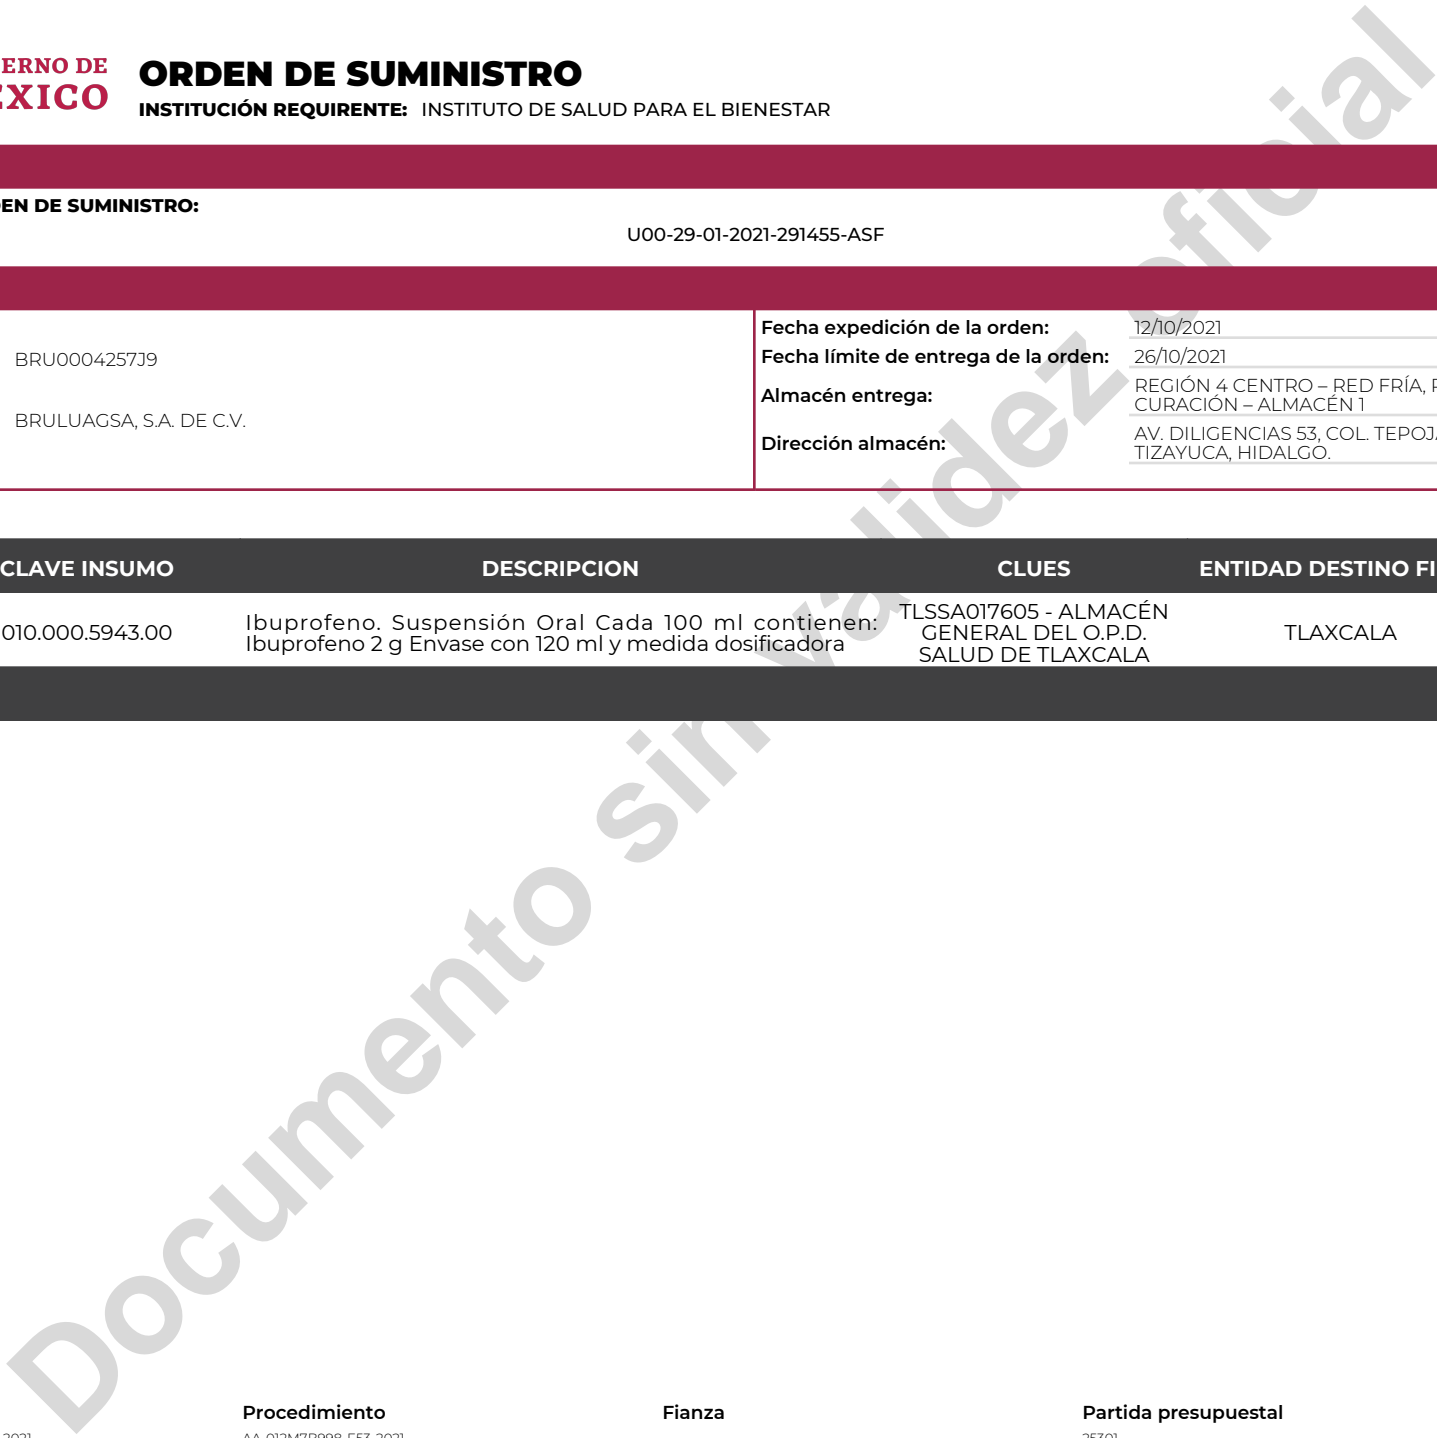 ERNO DE
ORDEN DE SUMINISTRO
INSTITUCIÓN REQUIRENTE: INSTITUTO DE SALUD PARA EL BIENESTAR
EN DE SUMINISTRO:
U00-29-01-2021-291455-ASF
BRU0004257J9
BRULUAGSA, S.A. DE C.V.
Fecha expedición de la orden: 12/10/2021
Fecha límite de entrega de la orden: 26/10/2021
Almacén entrega: REGIÓN 4 CENTRO – RED FRÍA,
CURACIÓN – ALMACÉN 1
Dirección almacén: AV. DILIGENCIAS 53, COL. TEPOJ
TIZAYUCA, HIDALGO.
CLAVE INSUMO DESCRIPCION CLUES ENTIDAD DESTINO FI
010.000.5943.00 Ibuprofeno. Suspensión Oral Cada 100 ml contienen:
Ibuprofeno 2 g Envase con 120 ml y medida dosificadora
TLSSA017605 - ALMACÉN
GENERAL DEL O.P.D.
SALUD DE TLAXCALA
TLAXCALA
Documento sin validez oficial
Procedimiento Fianza Partida presupuestal